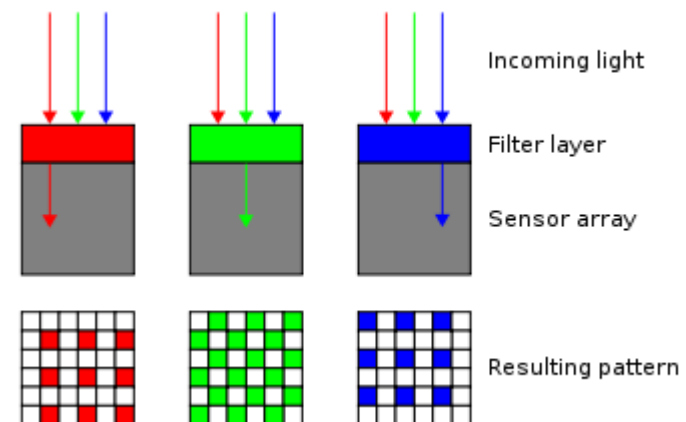 Incoming light
Filter layer
Sensor array
Resulting pattern